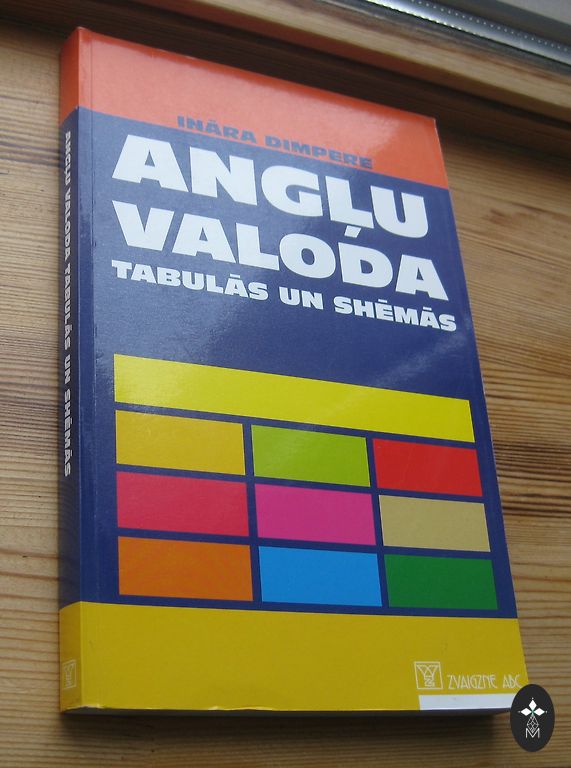 INĀRA DIMPERE
ANGĻU
VALODA
TABULĀS UN SHĒMĀS
ANGĻU VALODA TABULĀS UN SHĒMĀS
ZVAIGZNE ABC